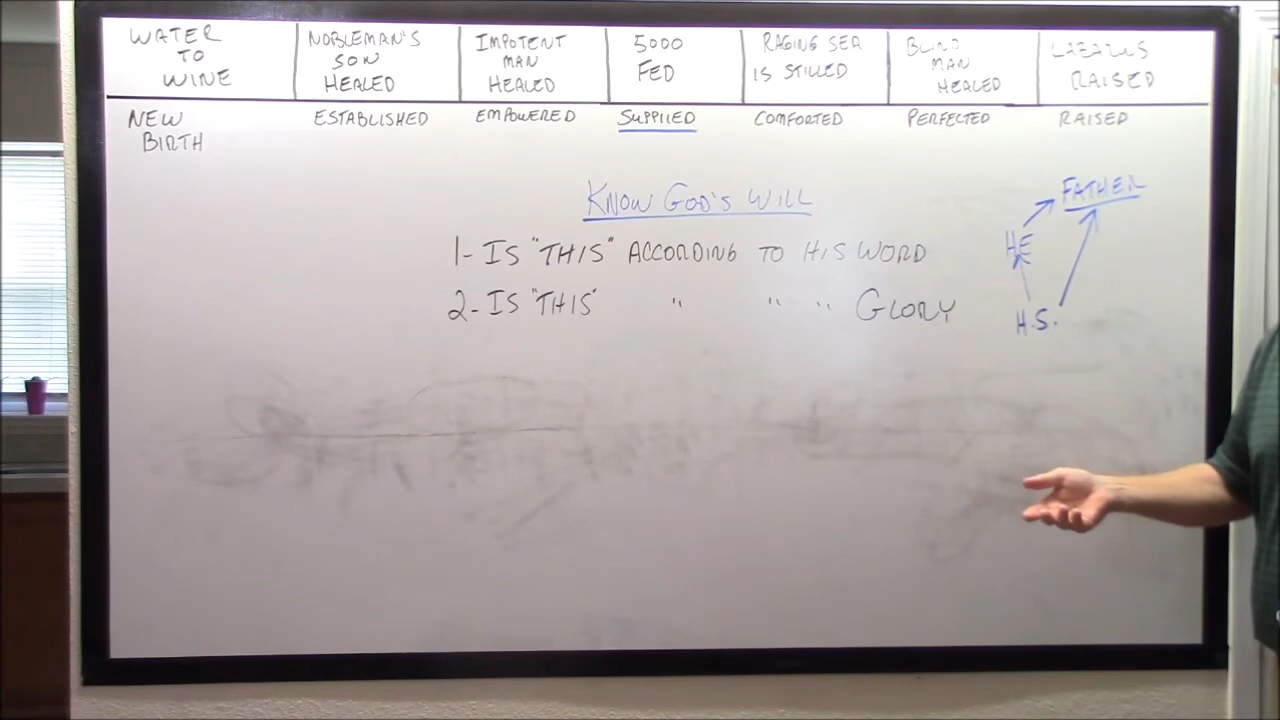 WATER
TO
WINE
NOBLEMAN'S
SON
HEALED
IMPOTENT
MAN
HEALED
5000
FED
RAGING SEA
IS STILLED
BLIND
MAN
HEALED
LAZARUS
RAISED
NEW
BIRTH
ESTABLISHED
EMPOWERED
SUPPLIED
COMFORTED
PERFECTED
RAISED
KNOW GOD'S WILL
1- IS "THIS" ACCORDING TO HIS WORD
2- IS "THIS" " " " GLORY
FATHER
HE
H.S.